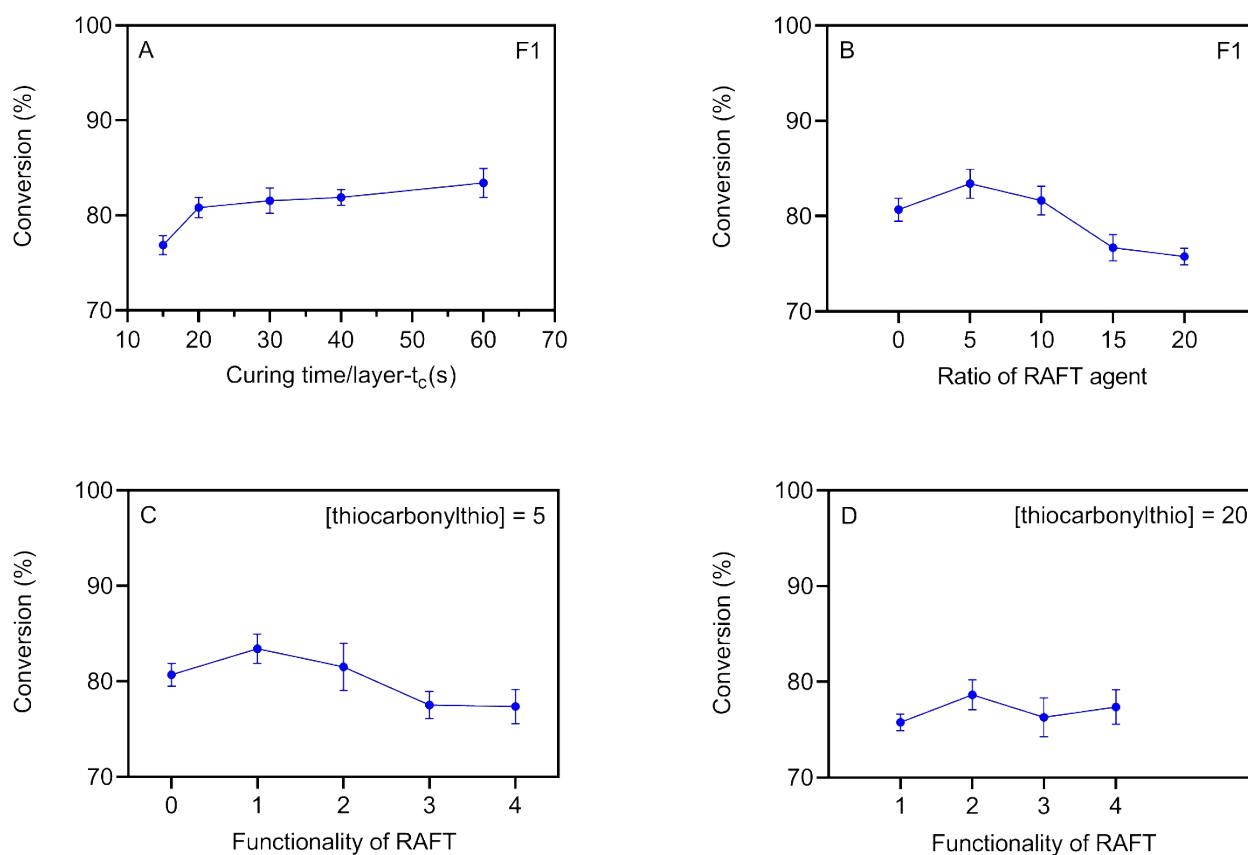 A
F1
Conversion (%)
100
90
80
70
10 20 30 40 50 60 70
Curing time/layer-tc(s)
B
F1
Conversion (%)
100
90
80
70
0 5 10 15 20
Ratio of RAFT agent
C
[thiocarbonylthio] = 5
Conversion (%)
100
90
80
70
0 1 2 3 4
Functionality of RAFT
D
[thiocarbonylthio] = 20
Conversion (%)
100
90
80
70
1 2 3 4
Functionality of RAFT